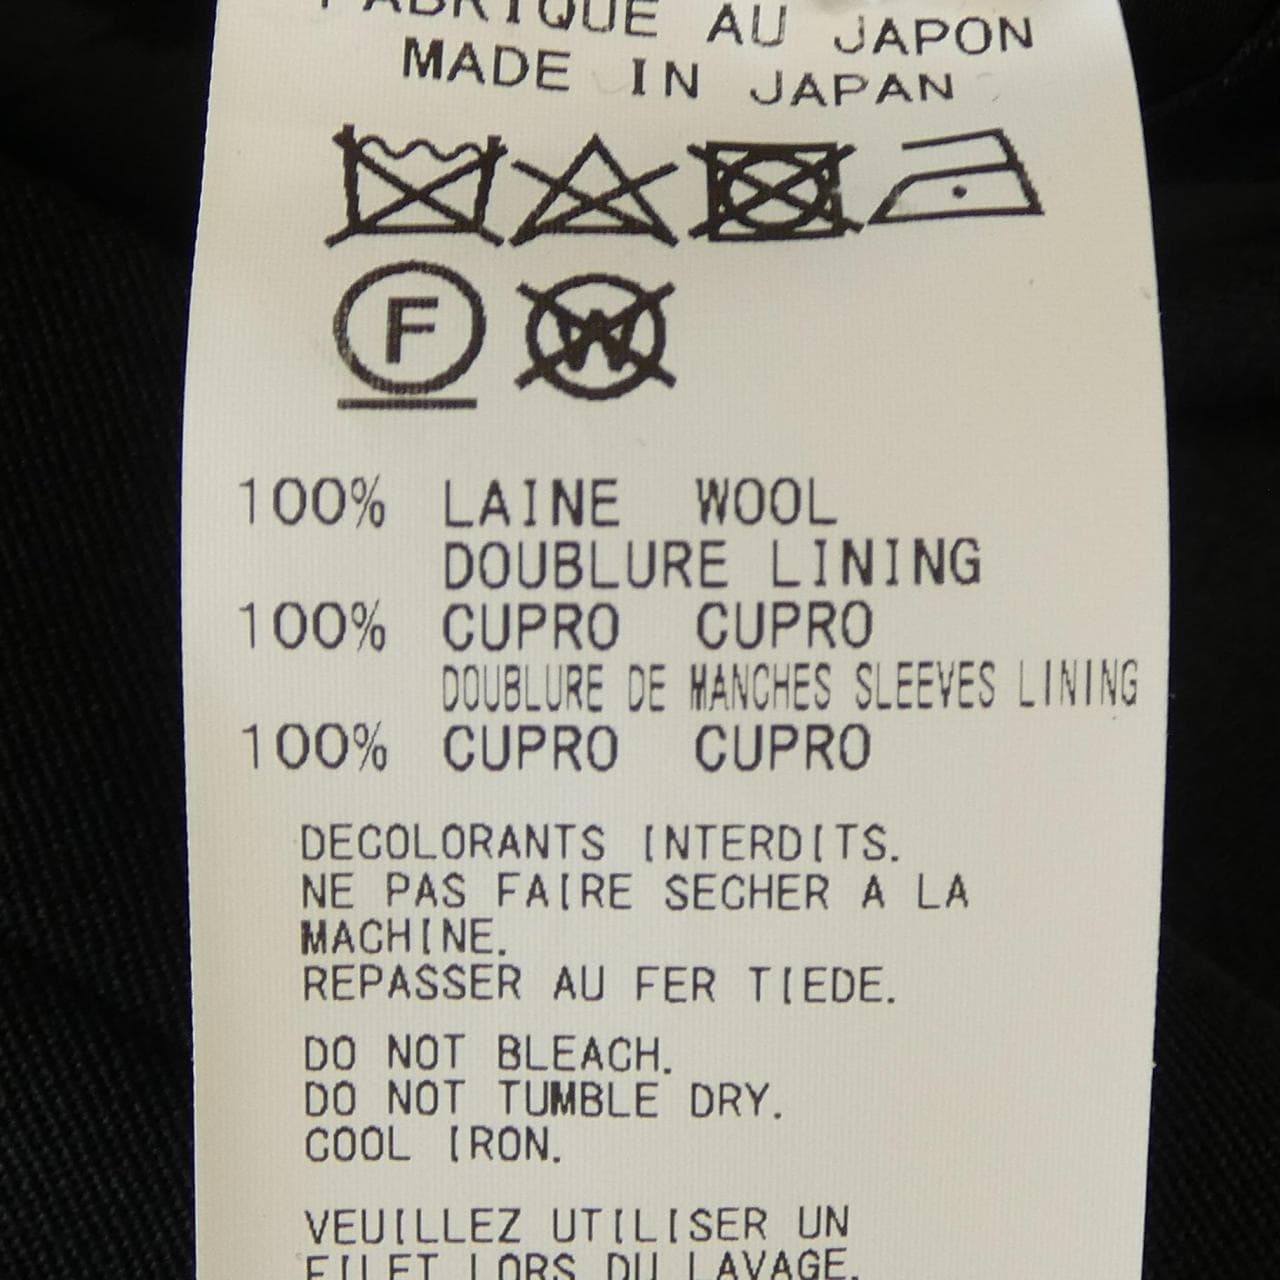 FABRIQUE AU JAPON
MADE IN JAPAN
F W
100% LAINE WOOL
DOUBLURE LINING
100% CUPRO CUPRO
DOUBLURE DE MANCHES SLEEVES LINING
100% CUPRO CUPRO
DECOLORANTS INTERDITS.
NE PAS FAIRE SECHER A LA
MACHINE.
REPASSER AU FER TIEDE.
DO NOT BLEACH.
DO NOT TUMBLE DRY.
COOL IRON.
VEUILLEZ UTILISER UN
FILET LORS DU LAVAGE.